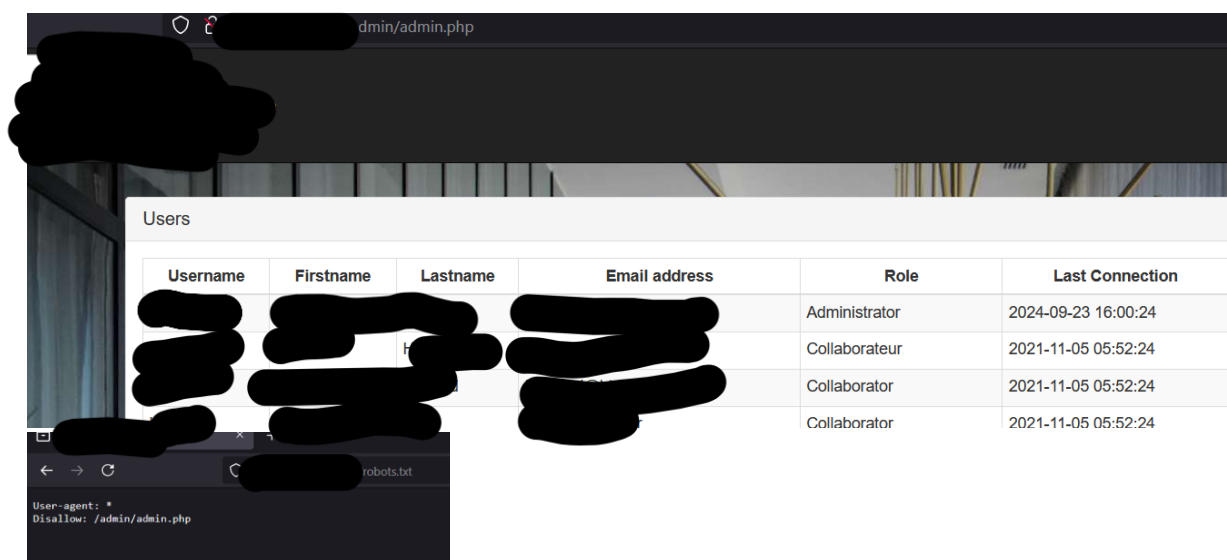 dmin/admin.php
Users
Username Firstname Lastname Email address Role Last Connection
Administrator 2024-09-23 16:00:24
H Collaborateur 2021-11-05 05:52:24
Collaborator 2021-11-05 05:52:24
Collaborator 2021-11-05 05:52:24
robots.txt
User-agent: *
Disallow: /admin/admin.php